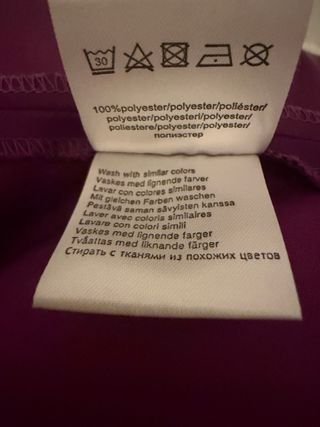 30
100%polyester/polyester/poliéster/
polyester/polyesteri/polyester/
poliestere/polyester/polyester/
полиэстер
Wash with similar colors
Vaskes med lignende farver
Lavar con colores similares
Mit gleichen Farben waschen
Pestävä saman sävyisten kanssa
Laver avec coloris similaires
Lavare con colori simili
Vaskes med lignende farger
Tvåattas med liknande färger
Стирать с тканями из похожих цветов